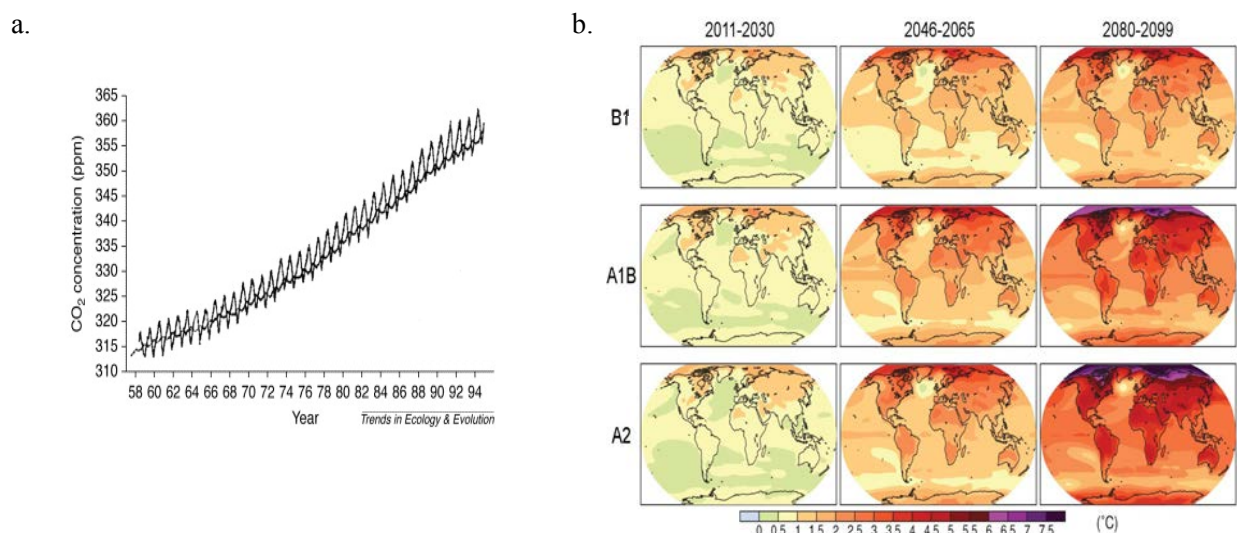 a.
CO₂ concentration (ppm)
365
360
355
350
345
340
335
330
325
320
315
310
58 60 62 64 66 68 70 72 74 76 78 80 82 84 86 88 90 92 94
Year
Trends in Ecology & Evolution
b.
2011-2030 2046-2065 2080-2099
B1
A1B
A2
0 0.5 1 1.5 2 2.5 3 3.5 4 4.5 5 5.5 6 6.5 7 7.5 (°C)